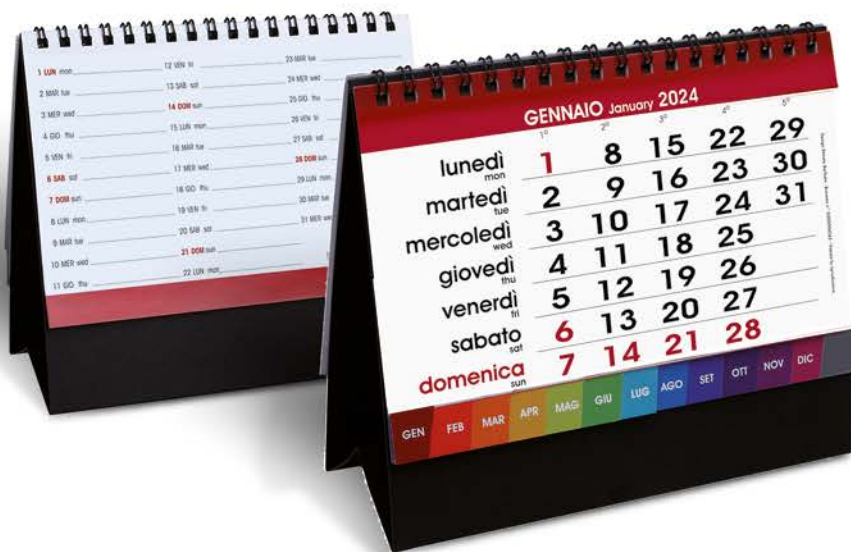 1 LUN mon
2 MAR tue
3 MER wed
4 GIO thu
5 VEN fri
6 SAB sat
7 DOM sun
8 LUN mon
9 MAR tue
10 MER wed
11 GIO thu
12 VEN fri
13 SAB sat
14 DOM sun
15 LUN mon
16 MAR tue
17 MER wed
18 GIO thu
19 VEN fri
20 SAB sat
21 DOM sun
22 LUN mon
23 MAR tue
24 MER wed
25 GIO thu
26 VEN fri
27 SAB sat
28 DOM sun
29 LUN mon
30 MAR tue
31 MER
GENNAIO January 2024
1° 2° 3° 4° 5°
lunedì mon 1 8 15 22 29
martedì tue 2 9 16 23 30
mercoledì wed 3 10 17 24 31
giovedì thu 4 11 18 25
venerdì fri 5 12 19 26
sabato sat 6 13 20 27
domenica sun 7 14 21 28
GEN FEB MAR APR MAG GIU LUG AGO SET OTT NOV DIC